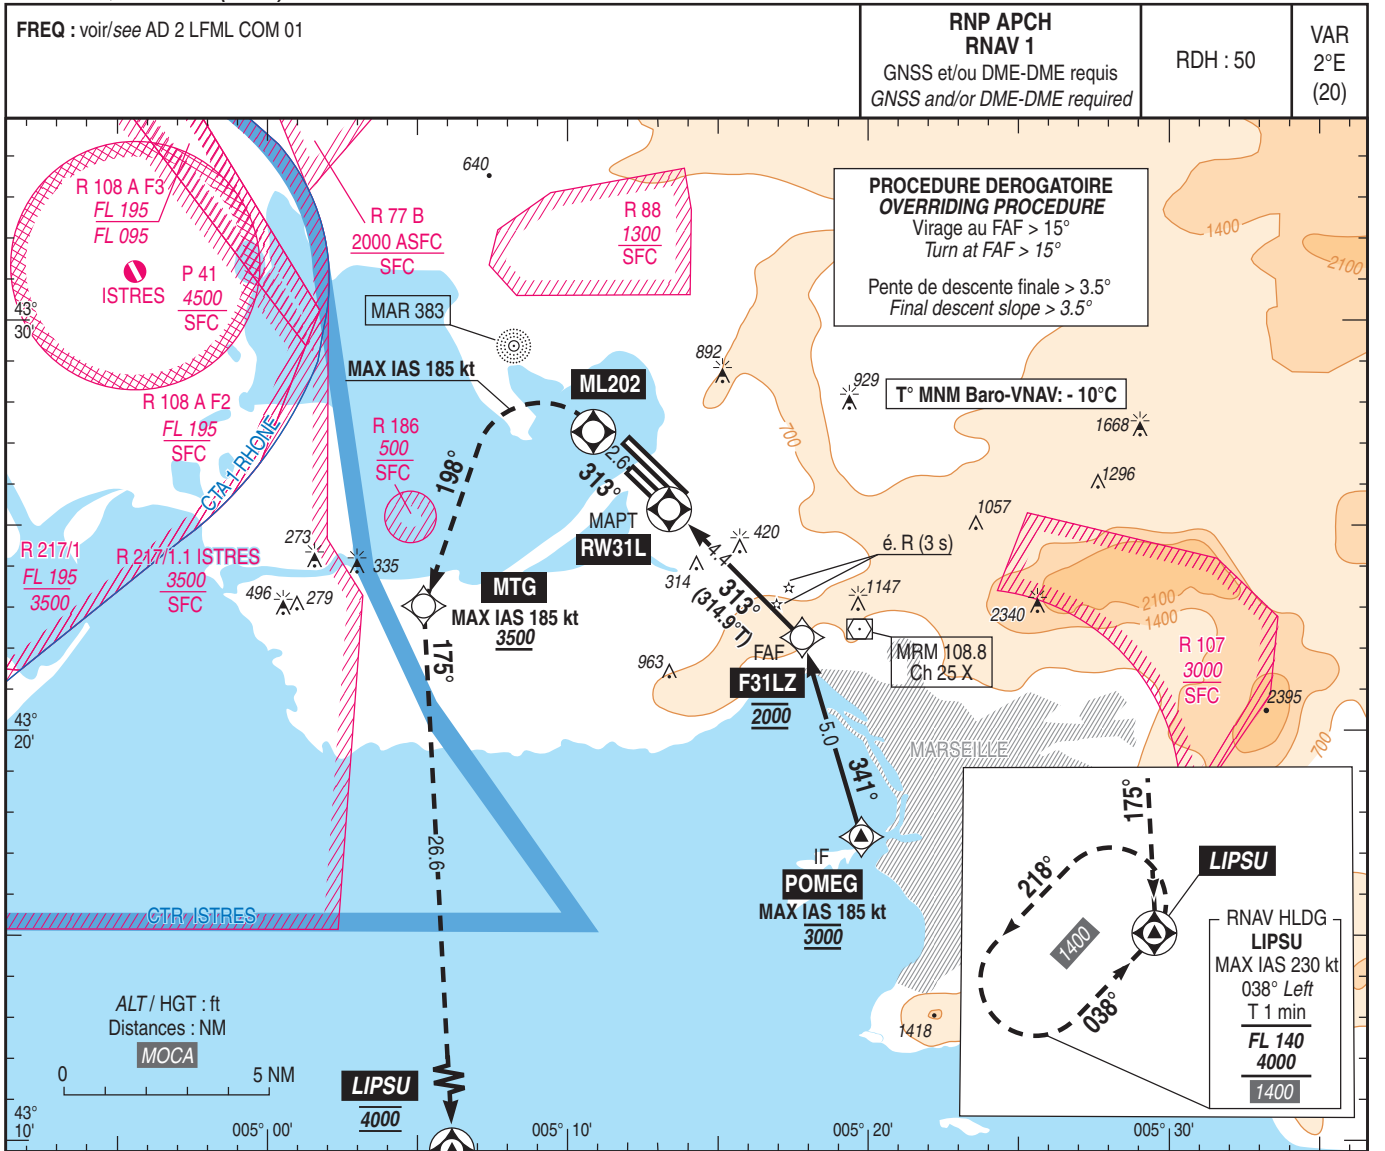 FREQ : voir/see AD 2 LFML COM 01
RNP APCH
RNAV 1
GNSS et/ou DME-DME requis
GNSS and/or DME-DME required
RDH : 50
VAR
2°E
(20)
640
R 108 A F3
FL 195
FL 095
R 77 B
2000 ASFC
SFC
R 88
1300
SFC
PROCEDURE DEROGATOIRE
OVERRIDING PROCEDURE
Virage au FAF > 15°
Turn at FAF > 15°
Pente de descente finale > 3.5°
Final descent slope > 3.5°
1400
2100
P 41
4500
SFC
ISTRES
43°
30'
MAR 383
MAX IAS 185 kt
ML202
892
929
T° MNM Baro-VNAV: - 10°C
1668
700
R 108 A F2
FL 195
SFC
R 186
500
SFC
CTA 1 RHONE
198°
2.6
313°
1296
1057
MAPT
RW31L
R 217/1
FL 195
3500
R 217/1.1 ISTRES
3500
SFC
273
335
496
279
420
314
é. R (3 s)
4.4
313°
(314.9°T)
1147
2340
2100
1400
MTG
MAX IAS 185 kt
3500
175°
963
FAF
F31LZ
2000
MRM 108.8
Ch 25 X
R 107
3000
SFC
2395
700
43°
20'
MARSEILLE
5.0
341°
26.6
IF
POMEG
MAX IAS 185 kt
3000
CTR ISTRES
175°
218°
LIPSU
1400
038°
RNAV HLDG
LIPSU
MAX IAS 230 kt
038° Left
T 1 min
FL 140
4000
1400
1418
ALT / HGT : ft
Distances : NM
MOCA
0
5 NM
LIPSU
4000
43°
10'
005° 00'
005° 10'
005° 20'
005° 30'